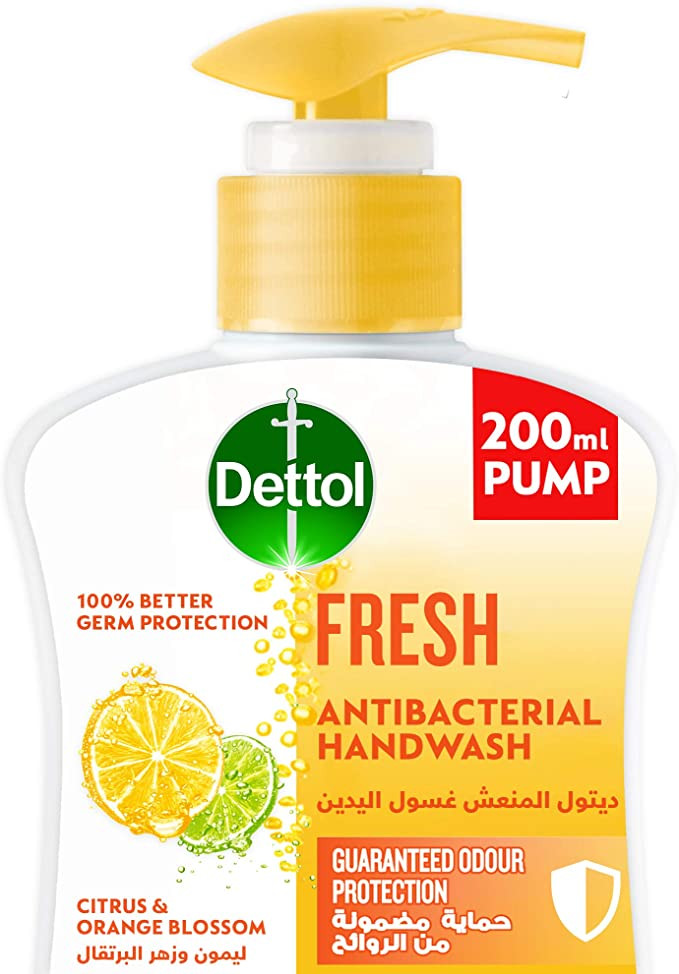 Dettol
200ml
PUMP
100% BETTER
GERM PROTECTION
FRESH
ANTIBACTERIAL
HANDWASH
ديتول المنعش غسول اليدين
GUARANTEED ODOUR
PROTECTION
حماية مضمولة
من الروائح
CITRUS &
ORANGE BLOSSOM
ليمون وزهر البرتقال